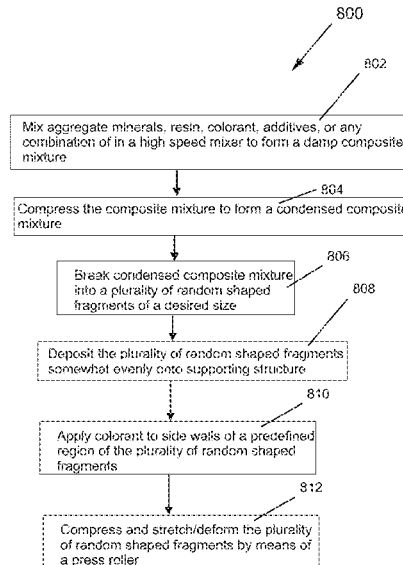 800
802
Mix aggregate minerals, resin, colorant, additives, or any
combination of in a high speed mixer to form a damp composite
mixture
804
Compress the composite mixture to form a condensed composite
mixture
806
Break condensed composite mixture
into a plurality of random shaped
fragments of a desired size
808
Deposit the plurality of random shaped fragments
somewhat evenly onto supporting structure
810
Apply colorant to side walls of a predefined
region of the plurality of random shaped
fragments
812
Compress and stretch/deform the plurality
of random shaped fragments by means of
a press roller